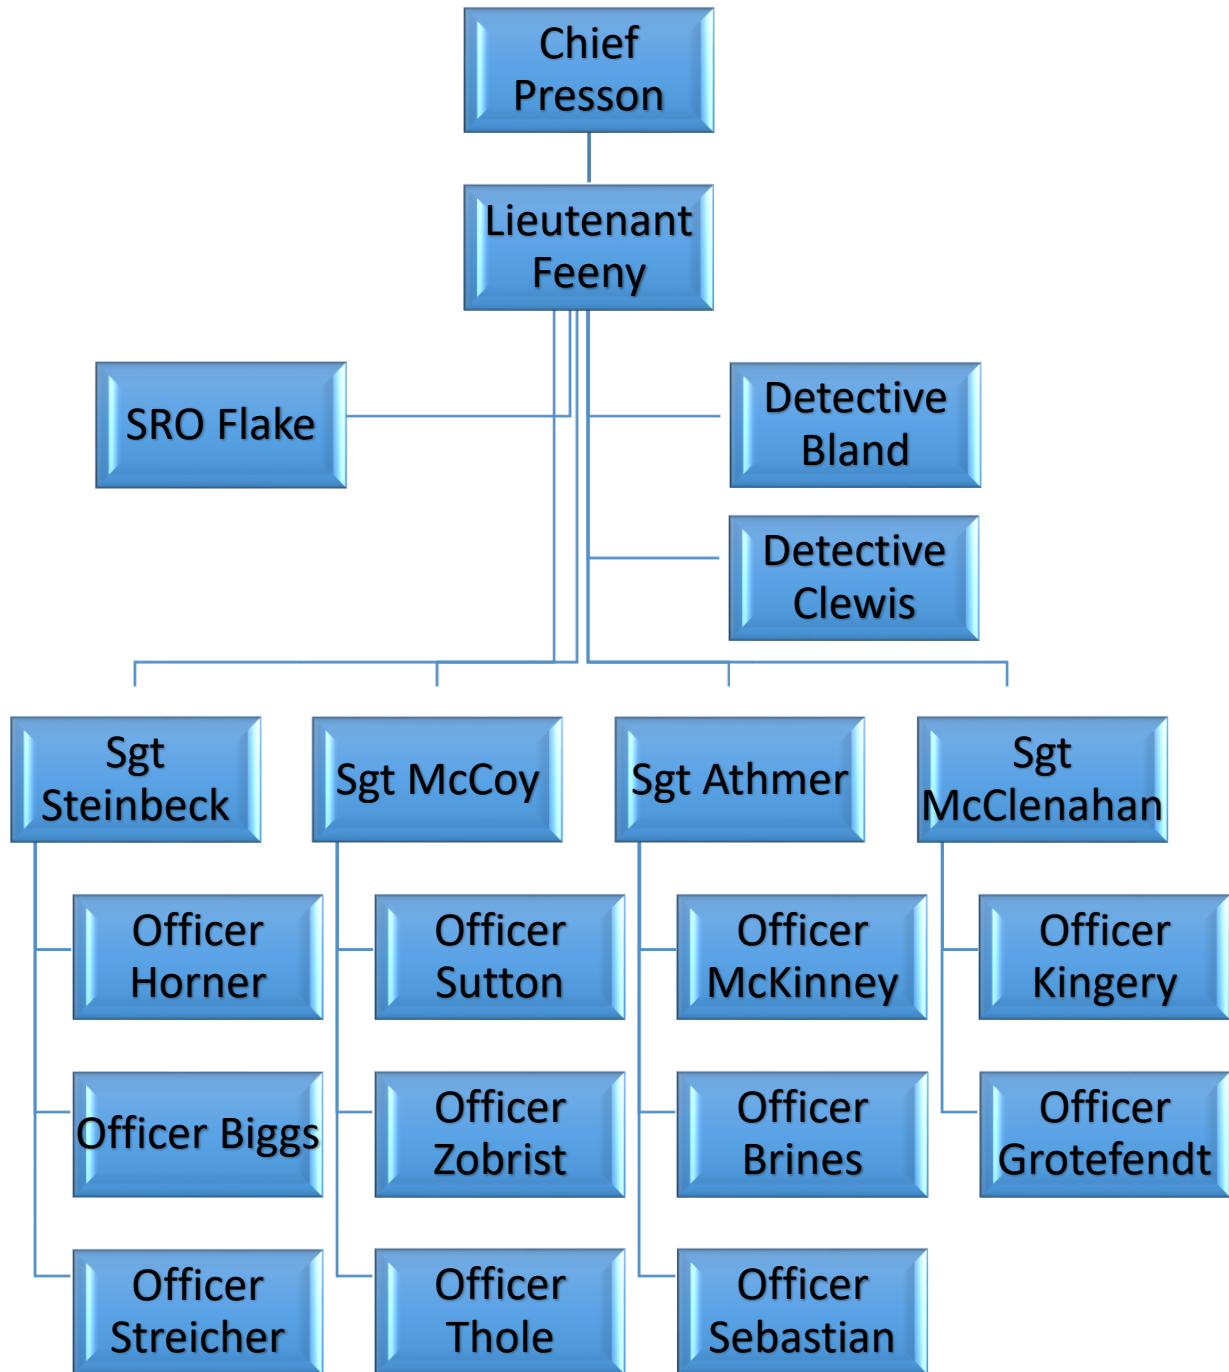 Chief
Presson
Lieutenant
Feeny
SRO Flake
Detective
Bland
Detective
Clewis
Sgt
Steinbeck
Sgt McCoy
Sgt Athmer
Sgt
McClenahan
Officer
Horner
Officer
Sutton
Officer
McKinney
Officer
Kingery
Officer Biggs
Officer
Zobrist
Officer
Brines
Officer
Grotefendt
Officer
Streicher
Officer
Thole
Officer
Sebastian